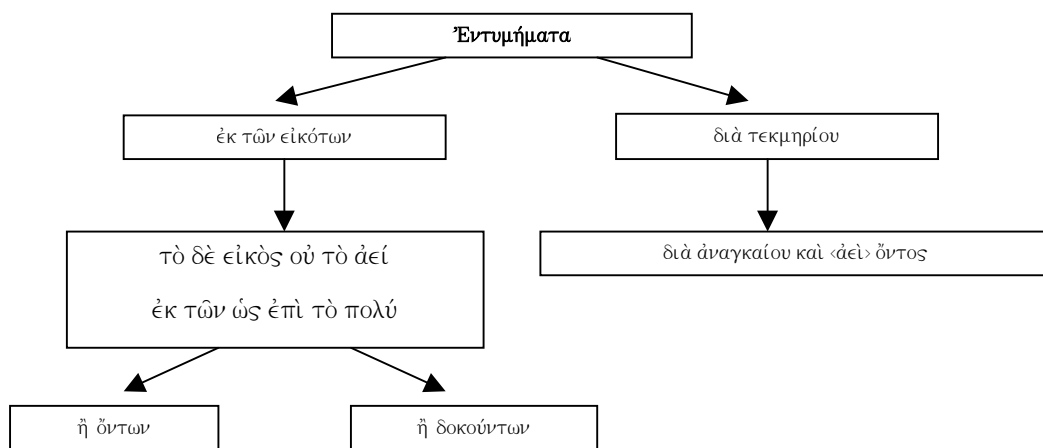 Ἐντυμήματα
ἐκ τῶν εἰκότων
διὰ τεκμηρίου
τὸ δὲ εἰκὸς οὐ τὸ ἀεί
ἐκ τῶν ὡς ἐπὶ τὸ πολύ
διὰ ἀναγκαίου καὶ ‹ἀεὶ› ὄντος
ἢ ὄντων
ἢ δοκούντων